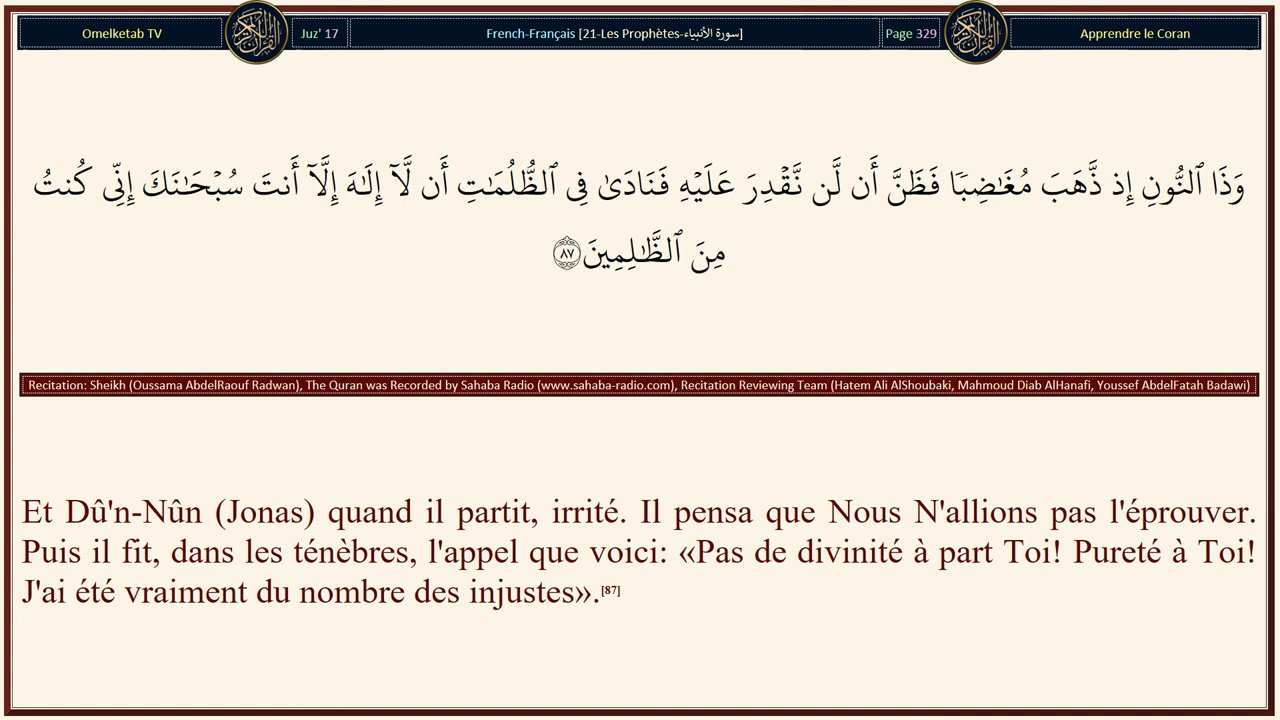 Omelketab TV
Juz' 17
French-Français [21-Les Prophètes-سورة الأنبياء]
Page 329
Apprendre le Coran
وَذَا ٱلنُّونِ إِذ ذَّهَبَ مُغَـٰضِبࣰا فَظَنَّ أَن لَّن نَّقۡدِرَ عَلَيۡهِ فَنَادَىٰ فِی ٱلظُّلُمَـٰتِ أَن لَّاۤ إِلَـٰهَ إِلَّاۤ أَنتَ سُبۡحَـٰنَكَ إِنِّی كُنتُ
مِنَ ٱلظَّـٰلِمِینَ ٨٧
Recitation: Sheikh (Oussama AbdelRaouf Radwan), The Quran was Recorded by Sahaba Radio (www.sahaba-radio.com), Recitation Reviewing Team (Hatem Ali AlShoubaki, Mahmoud Diab AlHanafi, Youssef AbdelFatah Badawi)
Et Dû'n-Nûn (Jonas) quand il partit, irrité. Il pensa que Nous N'allions pas l'éprouver.
Puis il fit, dans les ténèbres, l'appel que voici: «Pas de divinité à part Toi! Pureté à Toi!
J'ai été vraiment du nombre des injustes».[87]